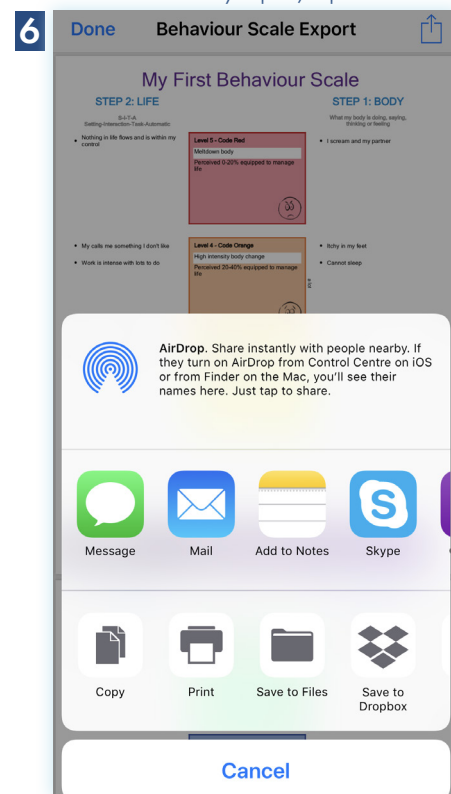 6
Done Behaviour Scale Export
My First Behaviour Scale
STEP 2: LIFE
S-I-T-A
Setting-Interaction-Task-Automatic
• Nothing in life flows and is within my
control
Level 5 - Code Red
Meltdown body
Perceived 0-20% equipped to manage
life
STEP 1: BODY
What my body is doing, saying,
thinking or feeling
• I scream and my partner
• My calls me something I don't like
• Work is intense with lots to do
Level 4 - Code Orange
High intensity body change
Perceived 20-40% equipped to manage
life
• Itchy in my feet
• Cannot sleep
AirDrop. Share instantly with people nearby. If
they turn on AirDrop from Control Centre on iOS
or from Finder on the Mac, you'll see their
names here. Just tap to share.
Message Mail Add to Notes Skype
Copy Print Save to Files Save to
Dropbox
Cancel